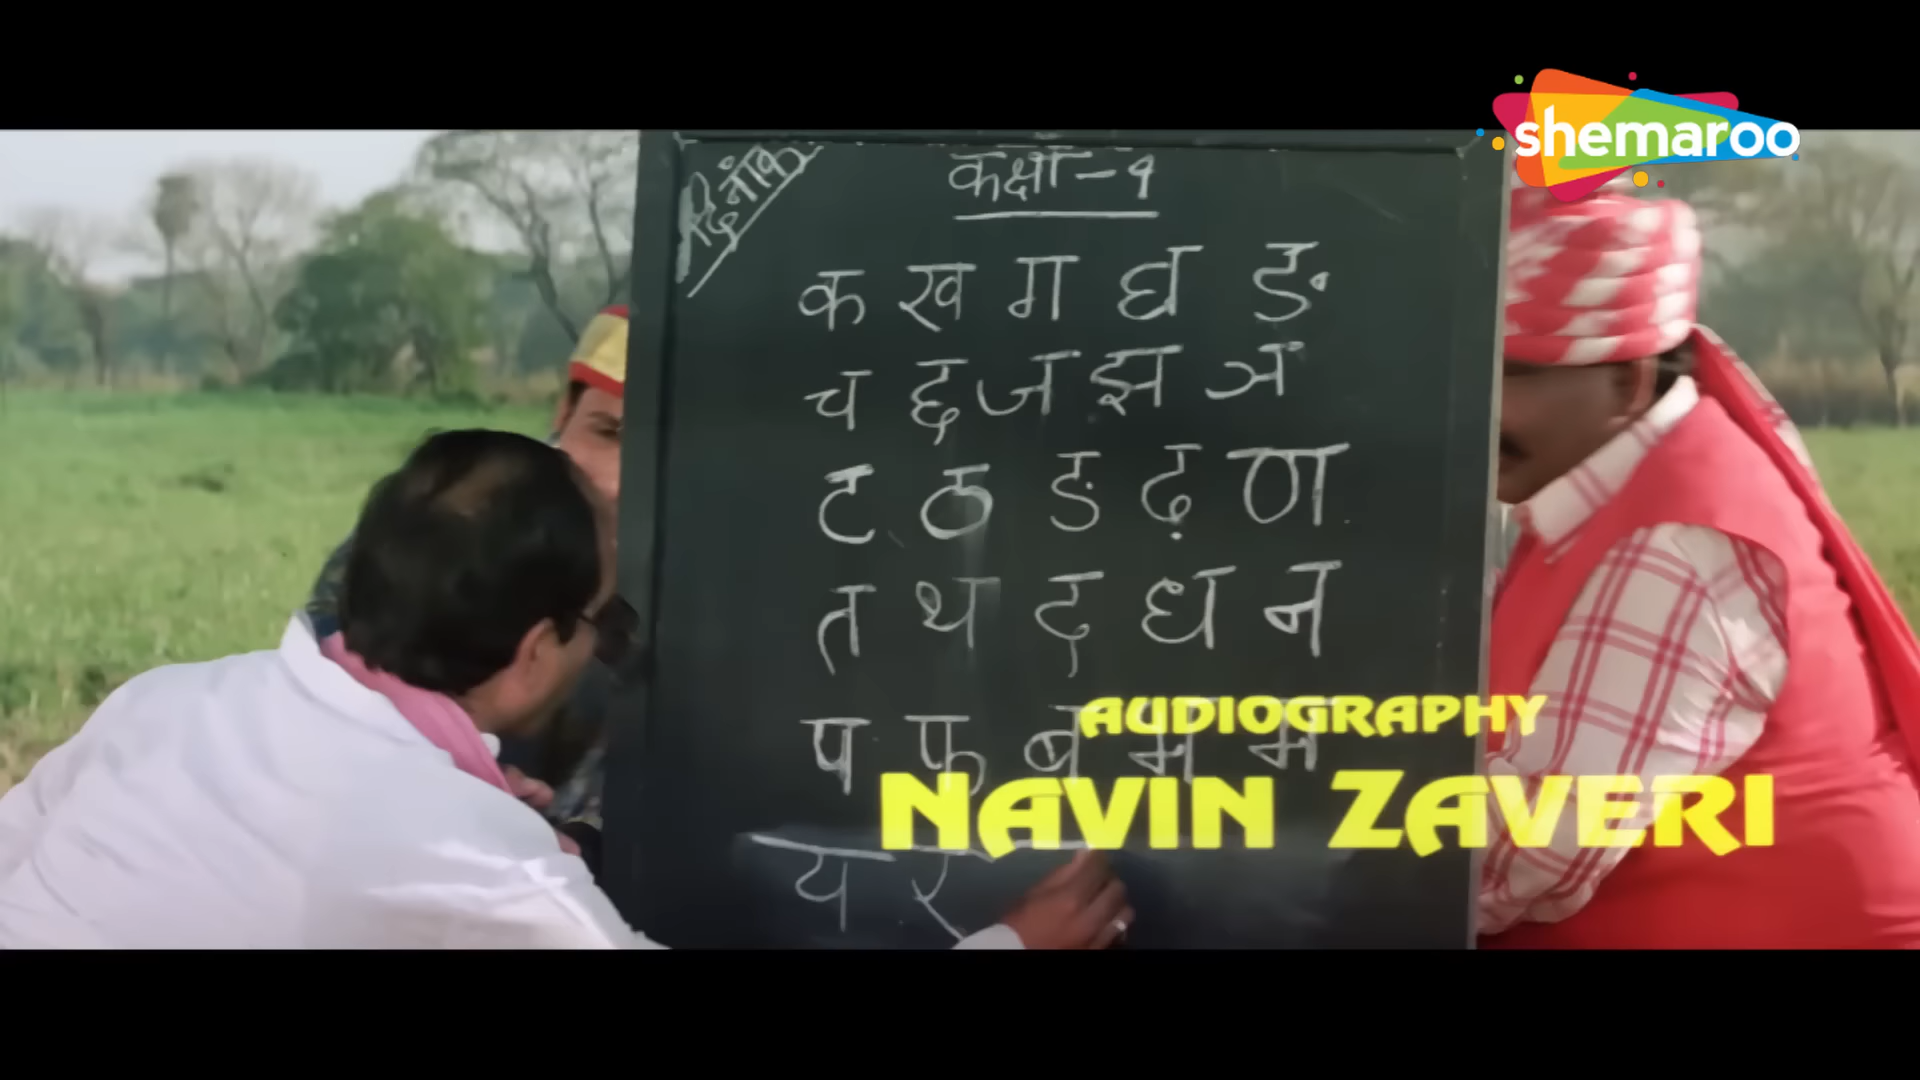 shemaroo
दिनांक
कक्षा-१
क ख ग घ ङ
च छ ज झ ञ
ट ठ ङ ढ़ ण
त थ द ध न
प फ ब भ म
य र
AUDIOGRAPHY
NAVIN ZAVERI